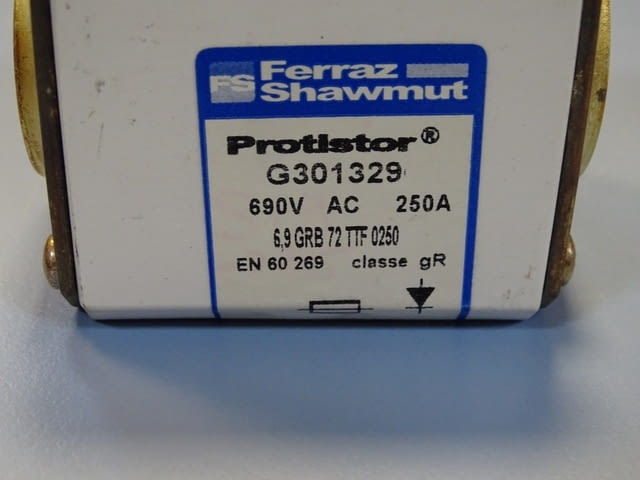 FS Ferraz
Shawmut
Protistor®
G301329
690V AC 250A
6,9 GRB 72 TTF 0250
EN 60 269 classe gR